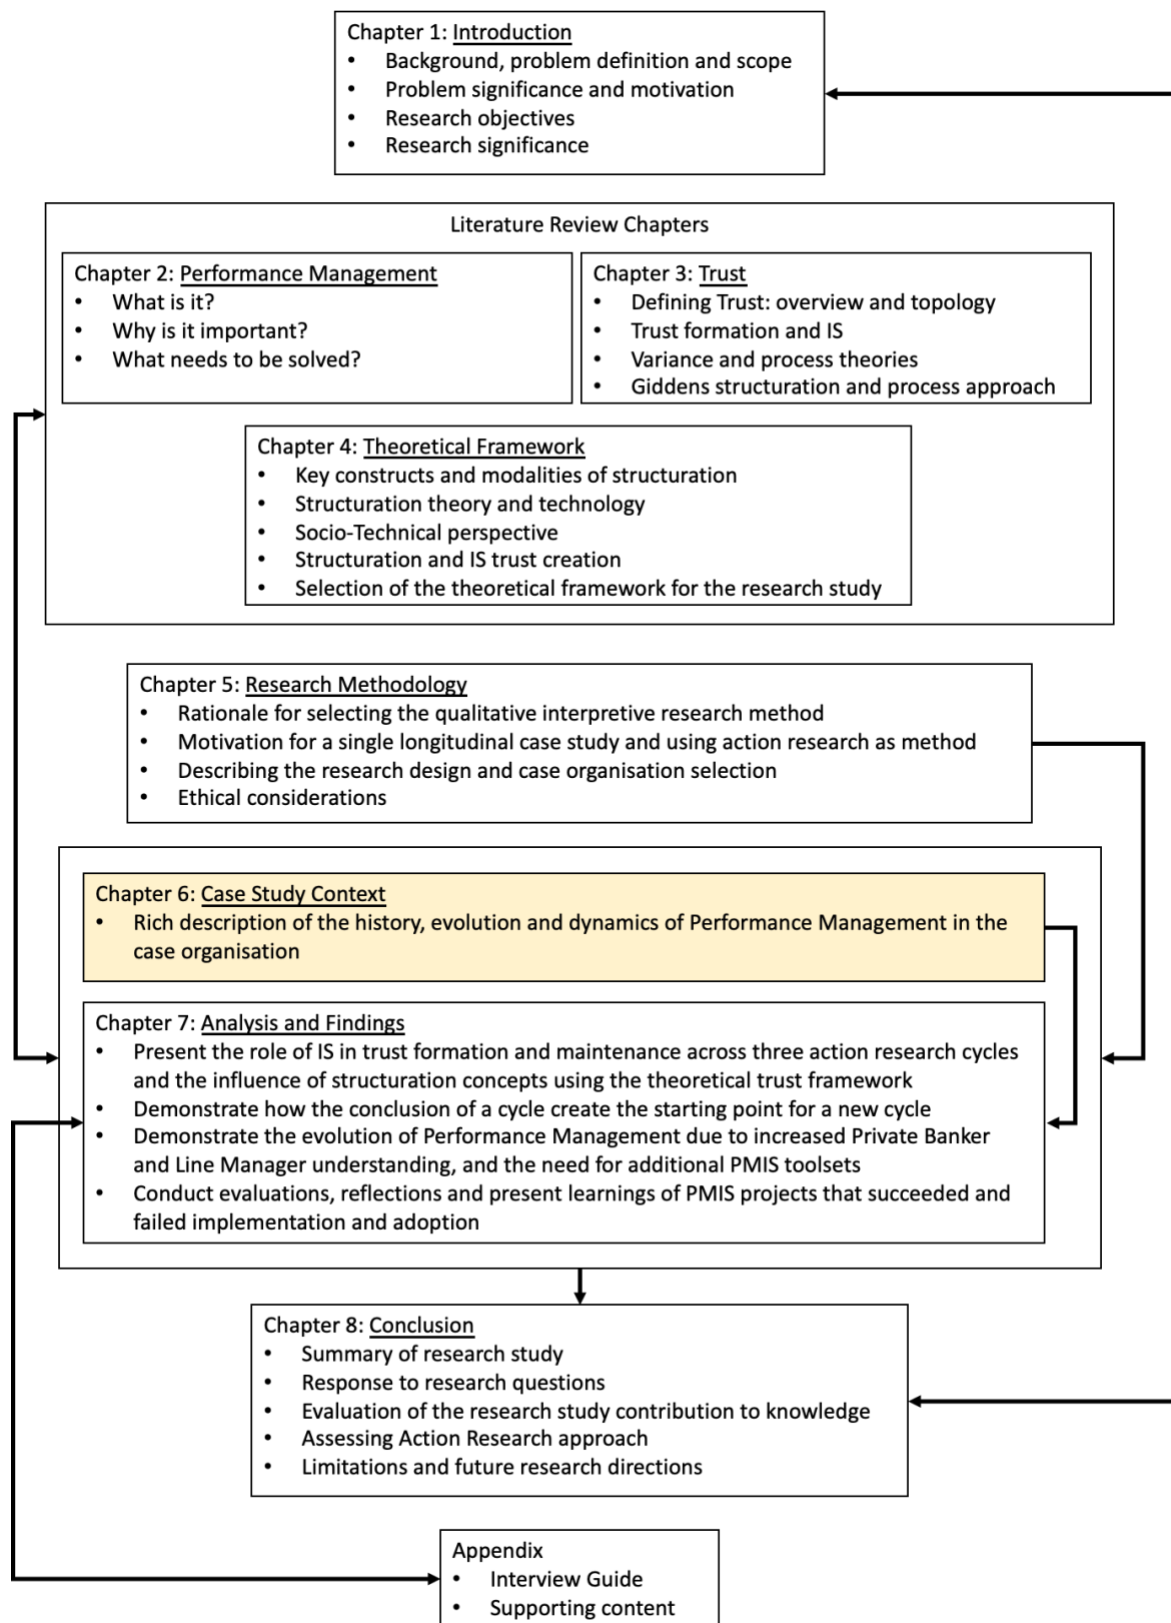 Chapter 1: Introduction
• Background, problem definition and scope
• Problem significance and motivation
• Research objectives
• Research significance
Literature Review Chapters
Chapter 2: Performance Management
• What is it?
• Why is it important?
• What needs to be solved?
Chapter 3: Trust
• Defining Trust: overview and topology
• Trust formation and IS
• Variance and process theories
• Giddens structuration and process approach
Chapter 4: Theoretical Framework
• Key constructs and modalities of structuration
• Structuration theory and technology
• Socio-Technical perspective
• Structuration and IS trust creation
• Selection of the theoretical framework for the research study
Chapter 5: Research Methodology
• Rationale for selecting the qualitative interpretive research method
• Motivation for a single longitudinal case study and using action research as method
• Describing the research design and case organisation selection
• Ethical considerations
Chapter 6: Case Study Context
• Rich description of the history, evolution and dynamics of Performance Management in the
case organisation
Chapter 7: Analysis and Findings
• Present the role of IS in trust formation and maintenance across three action research cycles
and the influence of structuration concepts using the theoretical trust framework
• Demonstrate how the conclusion of a cycle create the starting point for a new cycle
• Demonstrate the evolution of Performance Management due to increased Private Banker
and Line Manager understanding, and the need for additional PMIS toolsets
• Conduct evaluations, reflections and present learnings of PMIS projects that succeeded and
failed implementation and adoption
Chapter 8: Conclusion
• Summary of research study
• Response to research questions
• Evaluation of the research study contribution to knowledge
• Assessing Action Research approach
• Limitations and future research directions
Appendix
• Interview Guide
• Supporting content